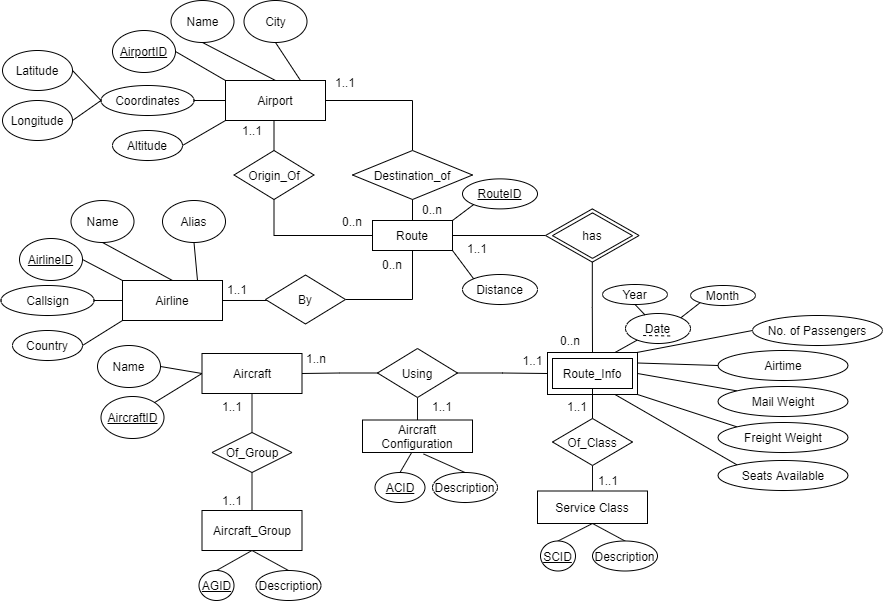 Name
City
AirportID
Latitude
1..1
Coordinates
Airport
Longitude
1..1
Altitude
Origin_Of
Destination_of
RouteID
0..n
0..n
Name
Alias
Route
has
1..1
AirlineID
0..n
Distance
1..1
Year
Month
Callsign
Airline
By
Date
No. of Passengers
Country
0..n
Name
1..n
1..1
Airtime
Aircraft
Using
Route_Info
Mail Weight
1..1
1..1
1..1
AircraftID
Aircraft
Configuration
Freight Weight
Of_Class
Of_Group
Seats Available
1..1
ACID
Description
1..1
Service Class
Aircraft_Group
SCID
Description
AGID
Description